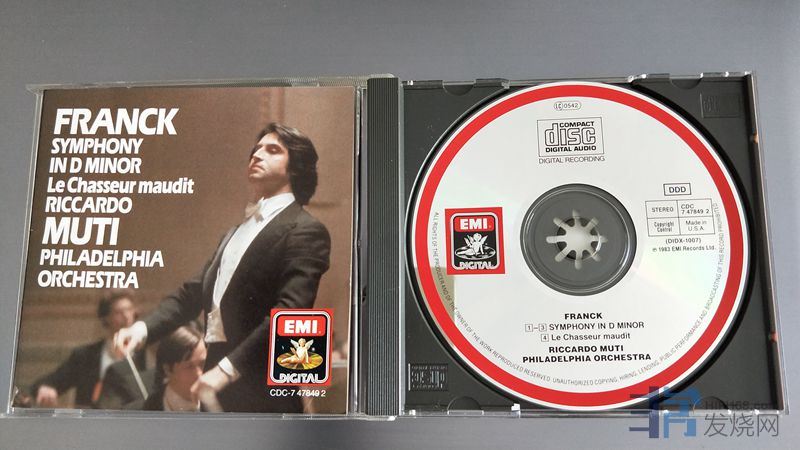 FRANCK
SYMPHONY
IN D MINOR
Le Chasseur maudit
RICCARDO
MUTI
PHILADELPHIA
ORCHESTRA
EMI
DIGITAL
CDC-7 47849 2
LC 0542
COMPACT
disc
DIGITAL AUDIO
DIGITAL RECORDING
DDD
STEREO
CDC
7 47849 2
Copyright
Control
Made in
U.S.A.
(DIDX-1007)
℗ 1983 EMI Records Ltd.
EMI
DIGITAL
FRANCK
1-3 SYMPHONY IN D MINOR
4 Le Chasseur maudit
RICCARDO MUTI
PHILADELPHIA ORCHESTRA
ALL RIGHTS OF THE PRODUCER AND OF THE OWNER OF THE WORK REPRODUCED RESERVED. UNAUTHORIZED COPYING, HIRING, LENDING, PUBLIC PERFORMANCE AND BROADCASTING OF THIS RECORD PROHIBITED
发烧网